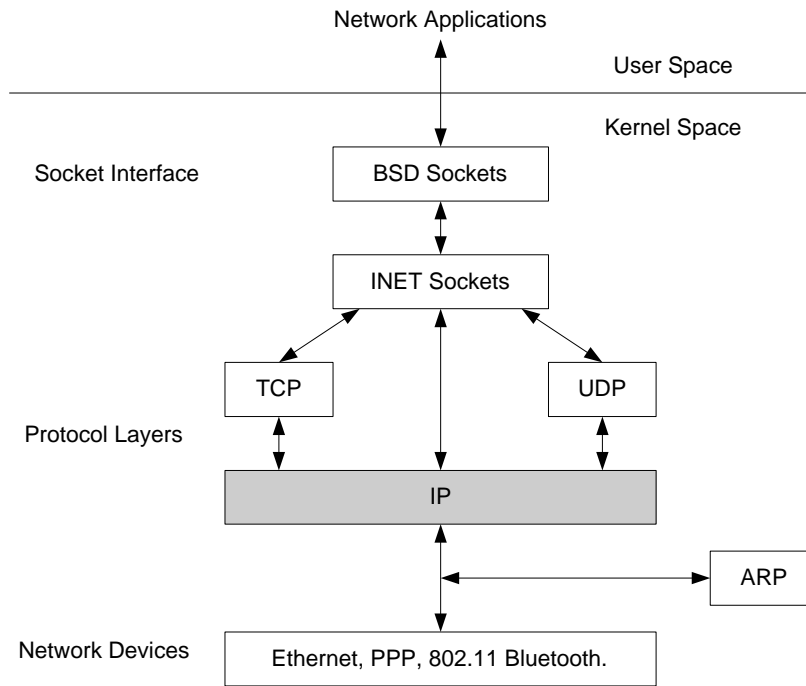 Network Applications
User Space
Kernel Space
Socket Interface
BSD Sockets
INET Sockets
TCP
UDP
Protocol Layers
IP
ARP
Network Devices
Ethernet, PPP, 802.11 Bluetooth.